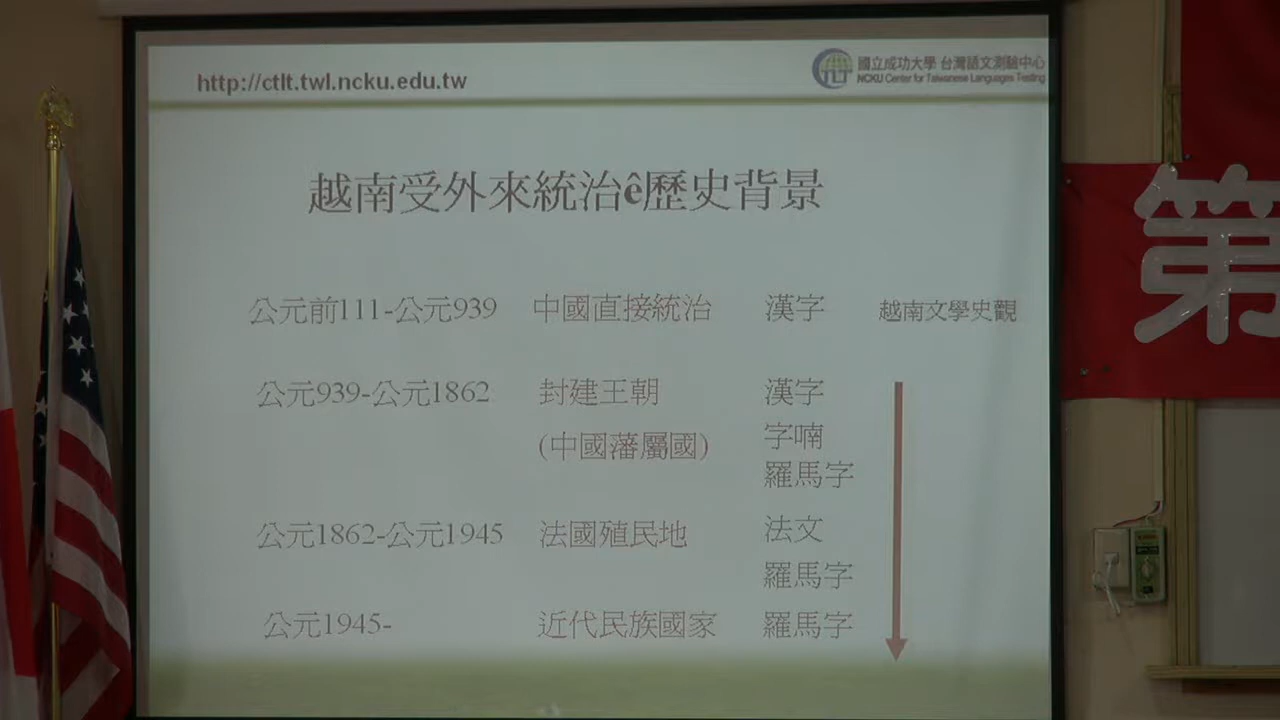 http://ctlt.twl.ncku.edu.tw
國立成功大學 台灣語文測驗中心
NCKU Center for Taiwanese Languages Testing
越南受外來統治ê歷史背景
公元前111-公元939 中國直接統治 漢字 越南文學史觀
公元939-公元1862 封建王朝 漢字
(中國藩屬國) 字喃
羅馬字
公元1862-公元1945 法國殖民地 法文
羅馬字
公元1945- 近代民族國家 羅馬字
第